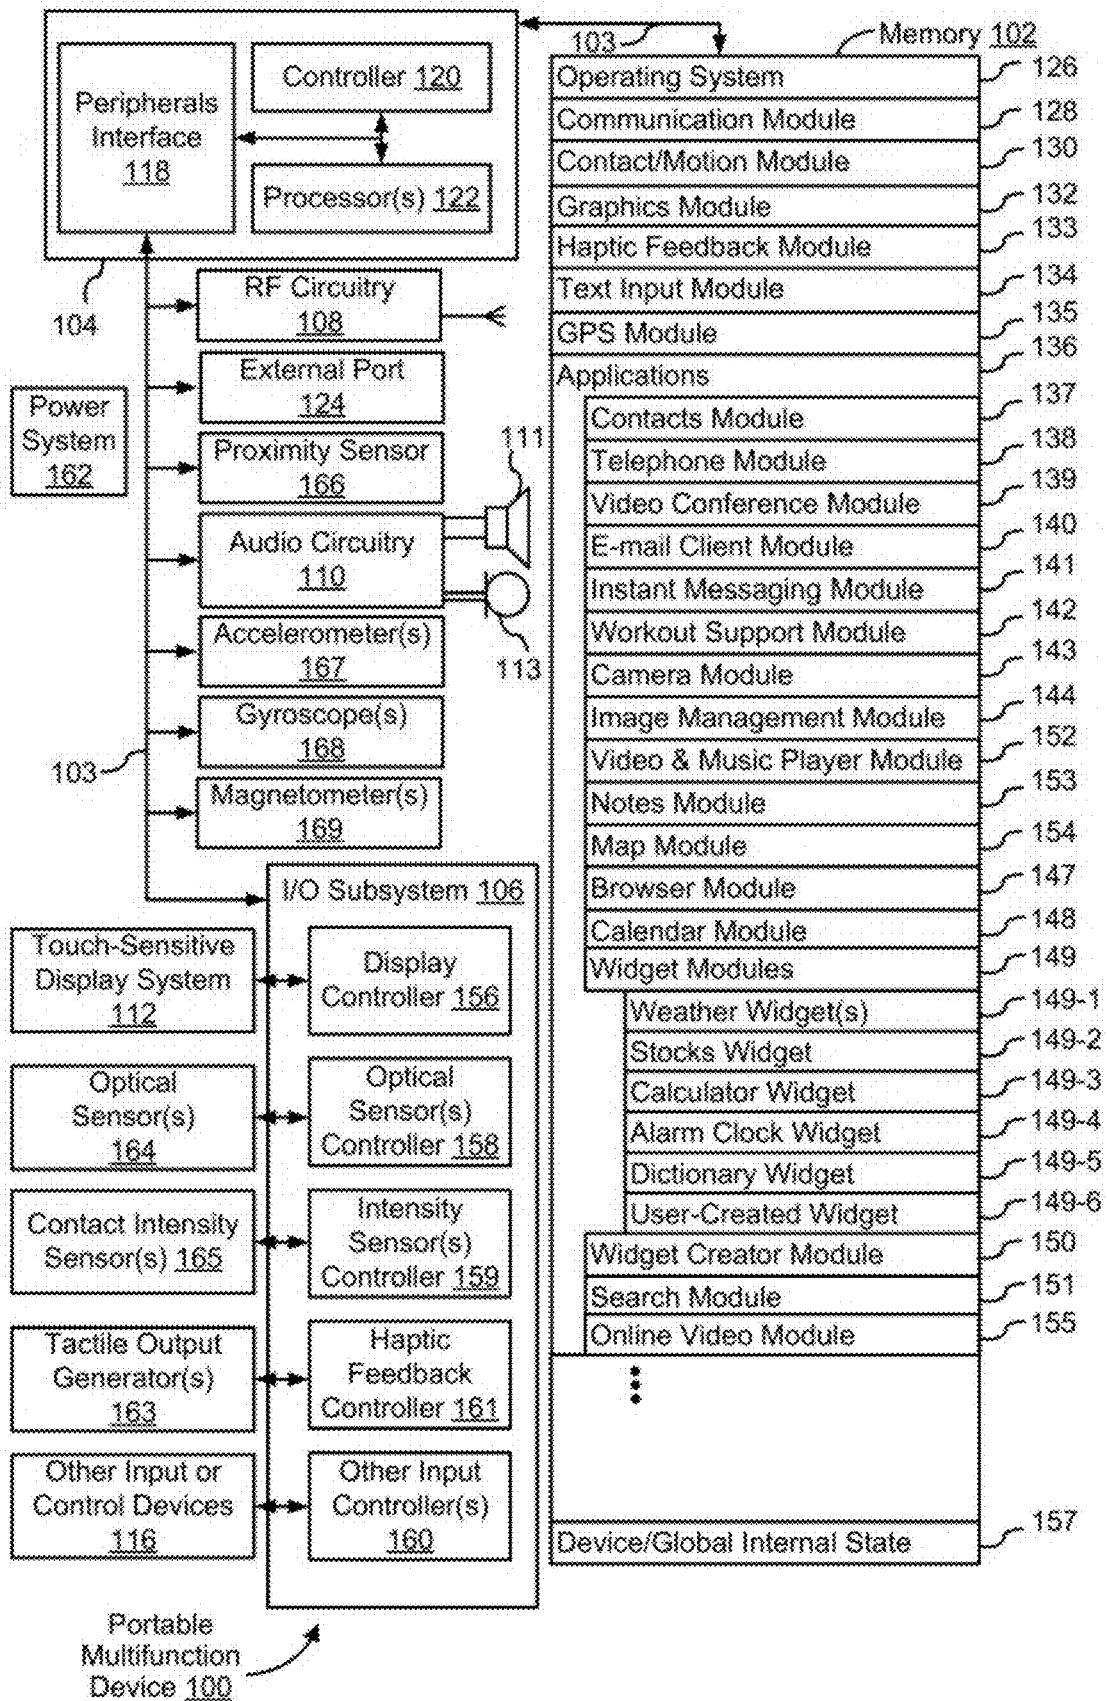 103
Memory 102
Peripherals
Interface
118
Controller 120
Processor(s) 122
104
RF Circuitry
108
External Port
124
Power
System
162
Proximity Sensor
166
111
Audio Circuitry
110
113
Accelerometer(s)
167
Gyroscope(s)
168
103
Magnetometer(s)
169
I/O Subsystem 106
Touch-Sensitive
Display System
112
Display
Controller 156
Optical
Sensor(s)
164
Optical
Sensor(s)
Controller 158
Contact Intensity
Sensor(s) 165
Intensity
Sensor(s)
Controller 159
Tactile Output
Generator(s)
163
Haptic
Feedback
Controller 161
Other Input or
Control Devices
116
Other Input
Controller(s)
160
Portable
Multifunction
Device 100
Operating System 126
Communication Module 128
Contact/Motion Module 130
Graphics Module 132
Haptic Feedback Module 133
Text Input Module 134
GPS Module 135
Applications 136
Contacts Module 137
Telephone Module 138
Video Conference Module 139
E-mail Client Module 140
Instant Messaging Module 141
Workout Support Module 142
Camera Module 143
Image Management Module 144
Video & Music Player Module 152
Notes Module 153
Map Module 154
Browser Module 147
Calendar Module 148
Widget Modules 149
Weather Widget(s) 149-1
Stocks Widget 149-2
Calculator Widget 149-3
Alarm Clock Widget 149-4
Dictionary Widget 149-5
User-Created Widget 149-6
Widget Creator Module 150
Search Module 151
Online Video Module 155
Device/Global Internal State 157